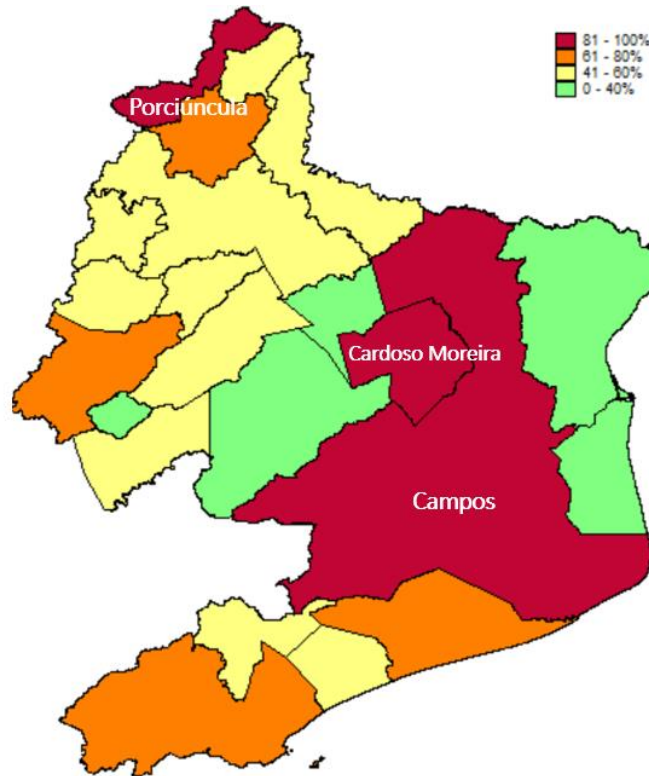 81 - 100%
61 - 80%
41 - 60%
0 - 40%
Porciúncula
Cardoso Moreira
Campos